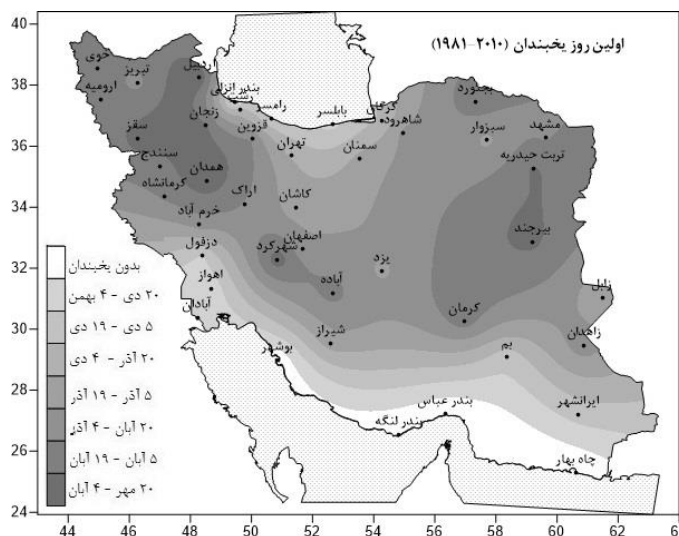 اولین روز یخبندان (۲۰۱۰-۱۹۸۱)
40
38
36
34
32
30
28
26
24
خوی
تبریز
اردبیل
ارومیه
بندر انزلی
رشت
رامسر
زنجان
قزوین
بابلسر
گرگان
شاهرود
بجنورد
سبزوار
مشهد
سقز
تهران
سمنان
تربت حیدریه
سنندج
همدان
کرمانشاه
اراک
کاشان
خرم آباد
اصفهان
شهرکرد
بیرجند
دزفول
یزد
اهواز
آباده
زابل
آبادان
کرمان
شیراز
زاهدان
بوشهر
بم
بندر عباس
ایرانشهر
بندر لنگه
چاه بهار
بدون یخبندان
۲۰ دی - ۴ بهمن
۵ دی - ۱۹ دی
۲۰ آذر - ۴ دی
۵ آذر - ۱۹ آذر
۲۰ آبان - ۴ آذر
۵ آبان - ۱۹ آبان
۲۰ مهر - ۴ آبان
44 46 48 50 52 54 56 58 60 62 6